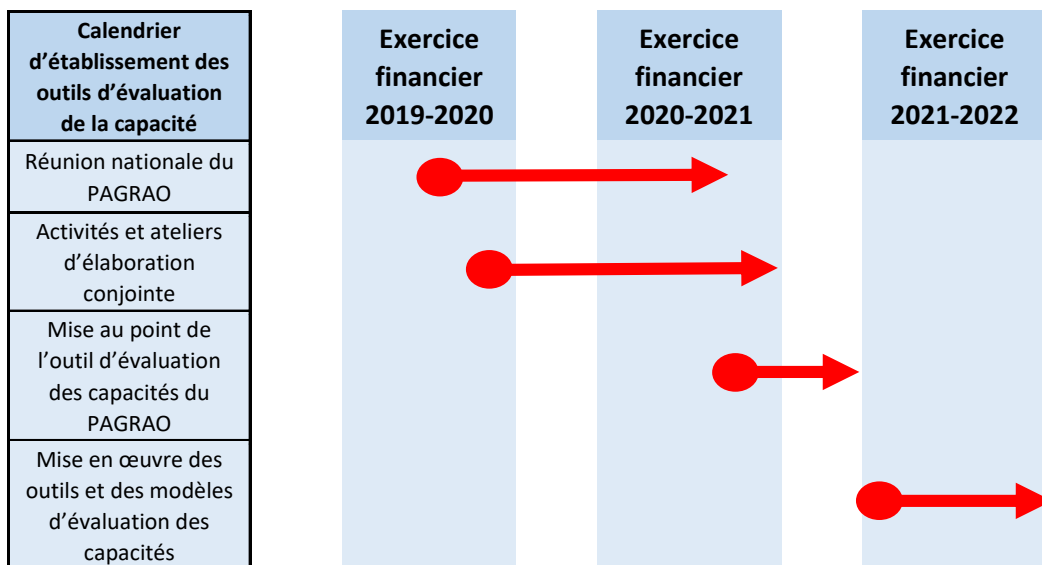 Calendrier
d’établissement des
outils d’évaluation
de la capacité
Exercice
financier
2019-2020
Exercice
financier
2020-2021
Exercice
financier
2021-2022
Réunion nationale du
PAGRAO
Activités et ateliers
d’élaboration
conjointe
Mise au point de
l’outil d’évaluation
des capacités du
PAGRAO
Mise en œuvre des
outils et des modèles
d’évaluation des
capacités